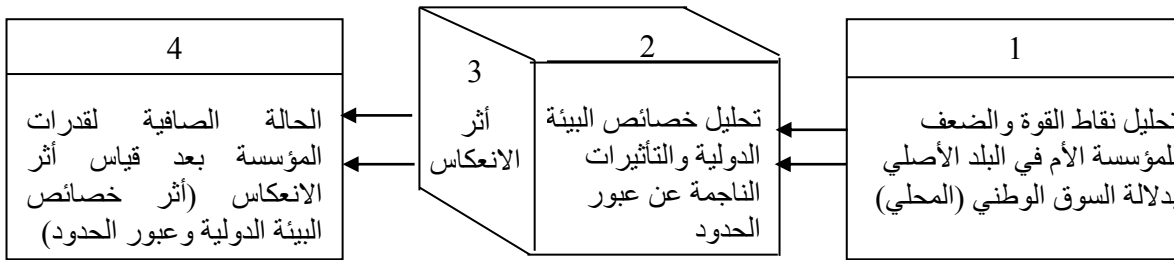 1
تحليل نقاط القوة والضعف
للمؤسسة الأم في البلد الأصلي
بدلالة السوق الوطني (المحلي)
2
تحليل خصائص البيئة
الدولية والتأثيرات
الناجمة عن عبور
الحدود
3
أثر
الانعكاس
4
الحالة الصافية لقدرات
المؤسسة بعد قياس أثر
الانعكاس (أثر خصائص
البيئة الدولية وعبور الحدود)